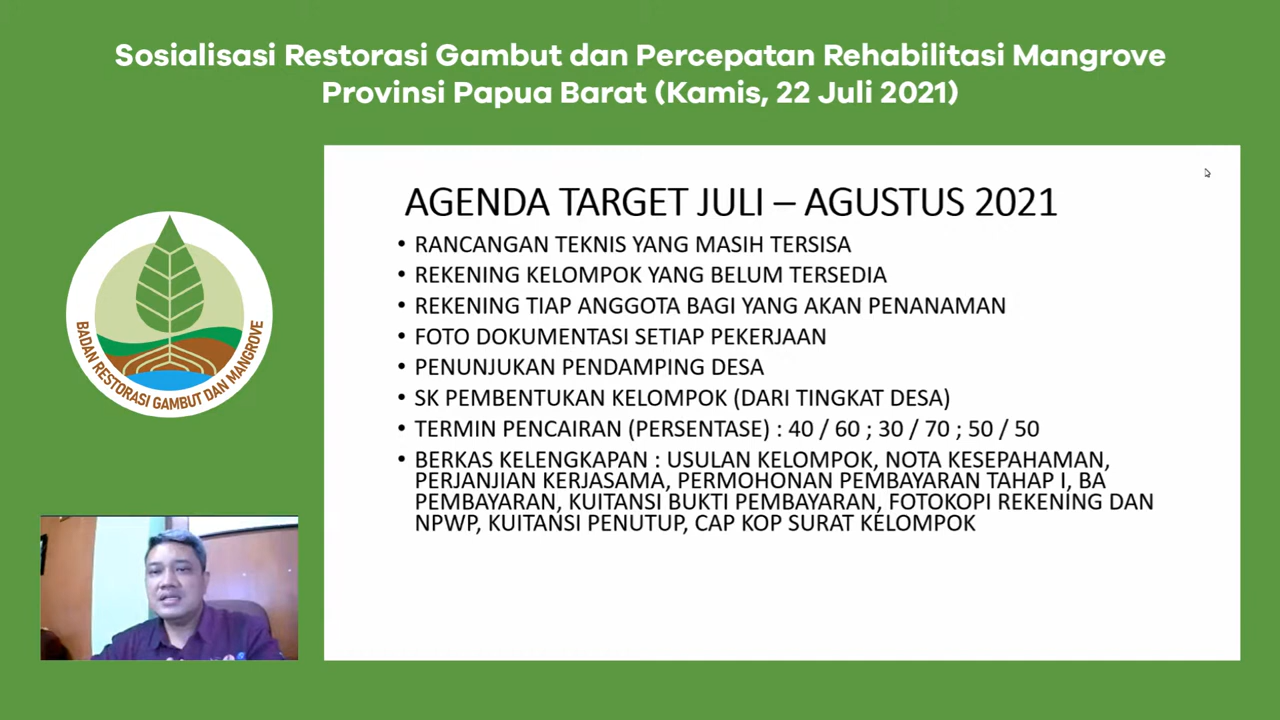 Sosialisasi Restorasi Gambut dan Percepatan Rehabilitasi Mangrove
Provinsi Papua Barat (Kamis, 22 Juli 2021)
BADAN RESTORASI GAMBUT DAN MANGROVE
AGENDA TARGET JULI – AGUSTUS 2021
• RANCANGAN TEKNIS YANG MASIH TERSISA
• REKENING KELOMPOK YANG BELUM TERSEDIA
• REKENING TIAP ANGGOTA BAGI YANG AKAN PENANAMAN
• FOTO DOKUMENTASI SETIAP PEKERJAAN
• PENUNJUKAN PENDAMPING DESA
• SK PEMBENTUKAN KELOMPOK (DARI TINGKAT DESA)
• TERMIN PENCAIRAN (PERSENTASE) : 40 / 60 ; 30 / 70 ; 50 / 50
• BERKAS KELENGKAPAN : USULAN KELOMPOK, NOTA KESEPAHAMAN,
PERJANJIAN KERJASAMA, PERMOHONAN PEMBAYARAN TAHAP I, BA
PEMBAYARAN, KUITANSI BUKTI PEMBAYARAN, FOTOKOPI REKENING DAN
NPWP, KUITANSI PENUTUP, CAP KOP SURAT KELOMPOK